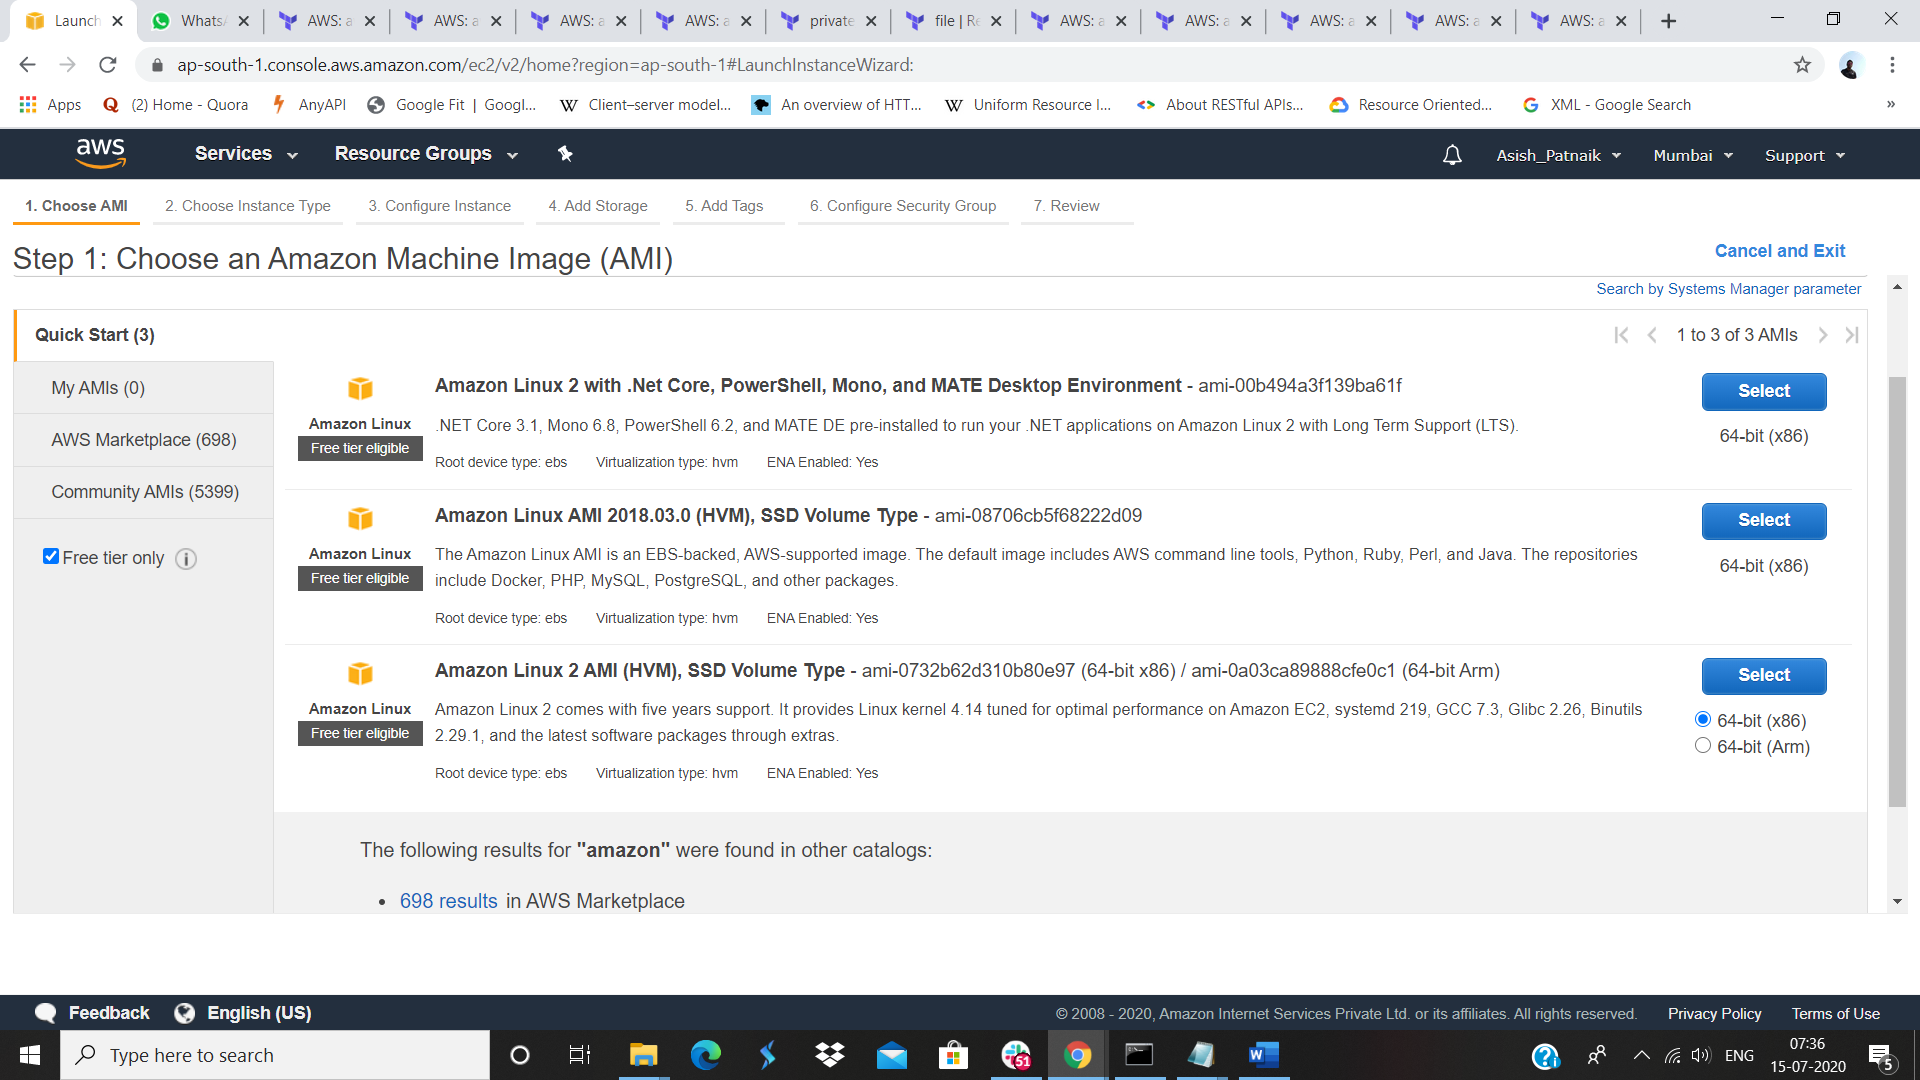 Launch
WhatsA
AWS: a
AWS: a
AWS: a
AWS: a
private
file | Re
AWS: a
AWS: a
AWS: a
AWS: a
AWS: a
ap-south-1.console.aws.amazon.com/ec2/v2/home?region=ap-south-1#LaunchInstanceWizard:
Apps
(2) Home - Quora
AnyAPI
Google Fit | Googl...
Client–server model...
An overview of HTT...
Uniform Resource I...
About RESTful APIs...
Resource Oriented...
XML - Google Search
»
aws
Services
Resource Groups
Asish_Patnaik
Mumbai
Support
1. Choose AMI
2. Choose Instance Type
3. Configure Instance
4. Add Storage
5. Add Tags
6. Configure Security Group
7. Review
Step 1: Choose an Amazon Machine Image (AMI)
Cancel and Exit
Search by Systems Manager parameter
Quick Start (3)
1 to 3 of 3 AMIs
My AMIs (0)
AWS Marketplace (698)
Community AMIs (5399)
Free tier only
Amazon Linux
Free tier eligible
Amazon Linux 2 with .Net Core, PowerShell, Mono, and MATE Desktop Environment - ami-00b494a3f139ba61f
.NET Core 3.1, Mono 6.8, PowerShell 6.2, and MATE DE pre-installed to run your .NET applications on Amazon Linux 2 with Long Term Support (LTS).
Root device type: ebs Virtualization type: hvm ENA Enabled: Yes
Select
64-bit (x86)
Amazon Linux
Free tier eligible
Amazon Linux AMI 2018.03.0 (HVM), SSD Volume Type - ami-08706cb5f68222d09
The Amazon Linux AMI is an EBS-backed, AWS-supported image. The default image includes AWS command line tools, Python, Ruby, Perl, and Java. The repositories
include Docker, PHP, MySQL, PostgreSQL, and other packages.
Root device type: ebs Virtualization type: hvm ENA Enabled: Yes
Select
64-bit (x86)
Amazon Linux
Free tier eligible
Amazon Linux 2 AMI (HVM), SSD Volume Type - ami-0732b62d310b80e97 (64-bit x86) / ami-0a03ca89888cfe0c1 (64-bit Arm)
Amazon Linux 2 comes with five years support. It provides Linux kernel 4.14 tuned for optimal performance on Amazon EC2, systemd 219, GCC 7.3, Glibc 2.26, Binutils
2.29.1, and the latest software packages through extras.
Root device type: ebs Virtualization type: hvm ENA Enabled: Yes
Select
64-bit (x86)
64-bit (Arm)
The following results for "amazon" were found in other catalogs:
• 698 results in AWS Marketplace
Feedback
English (US)
© 2008 - 2020, Amazon Internet Services Private Ltd. or its affiliates. All rights reserved.
Privacy Policy
Terms of Use
Type here to search
51
ENG
07:36
15-07-2020
5